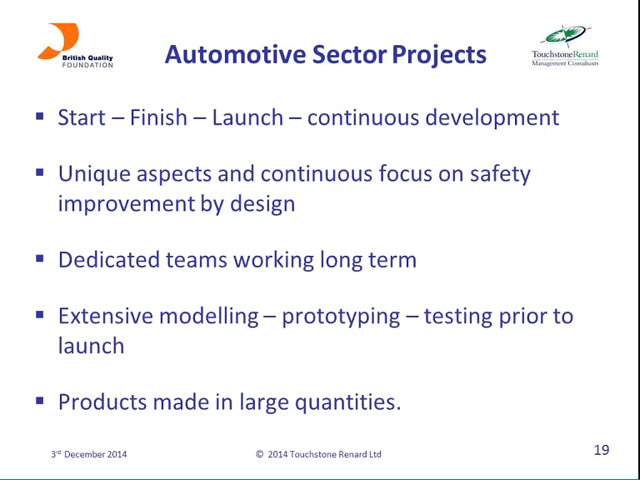 British Quality
FOUNDATION
Automotive Sector Projects
TouchstoneRenard
Management Consultants
▪ Start – Finish – Launch – continuous development
▪ Unique aspects and continuous focus on safety
improvement by design
▪ Dedicated teams working long term
▪ Extensive modelling – prototyping – testing prior to
launch
▪ Products made in large quantities.
3rd December 2014
© 2014 Touchstone Renard Ltd
19